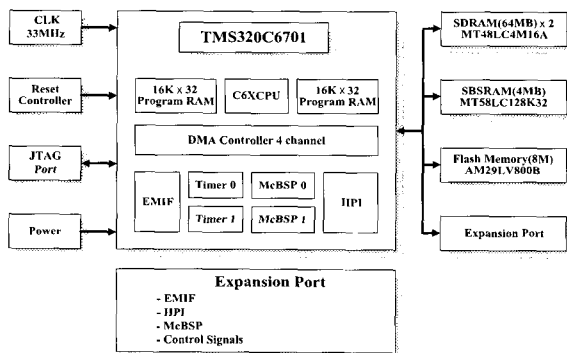 CLK
33MHz
Reset
Controller
JTAG
Port
Power
TMS320C6701
16K x 32
Program RAM
C6XCPU
16K x 32
Program RAM
DMA Controller 4 channel
EMIF
Timer 0
McBSP 0
Timer 1
McBSP 1
HPI
SDRAM(64MB) x 2
MT48LC4M16A
SBSRAM(4MB)
MT58LC128K32
Flash Memory(8M)
AM29LV800B
Expansion Port
Expansion Port
- EMIF
- HPI
- McBSP
- Control Signals